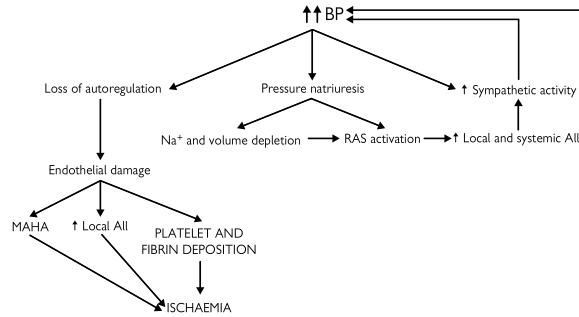 ↑↑ BP
Loss of autoregulation
Pressure natriuresis
↑ Sympathetic activity
Na⁺ and volume depletion
RAS activation
↑ Local and systemic AII
Endothelial damage
MAHA
↑ Local AII
PLATELET AND
FIBRIN DEPOSITION
ISCHAEMIA